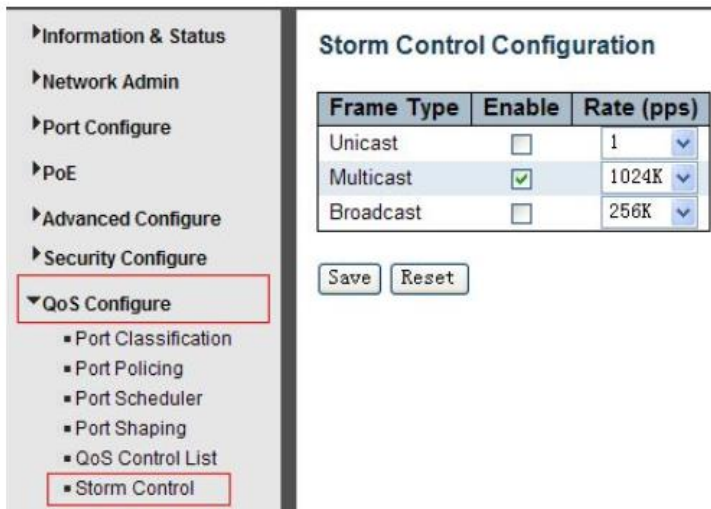 Information & Status
Network Admin
Port Configure
PoE
Advanced Configure
Security Configure
QoS Configure
Port Classification
Port Policing
Port Scheduler
Port Shaping
QoS Control List
Storm Control
Storm Control Configuration
Frame Type Enable Rate (pps)
Unicast 1
Multicast 1024K
Broadcast 256K
Save Reset